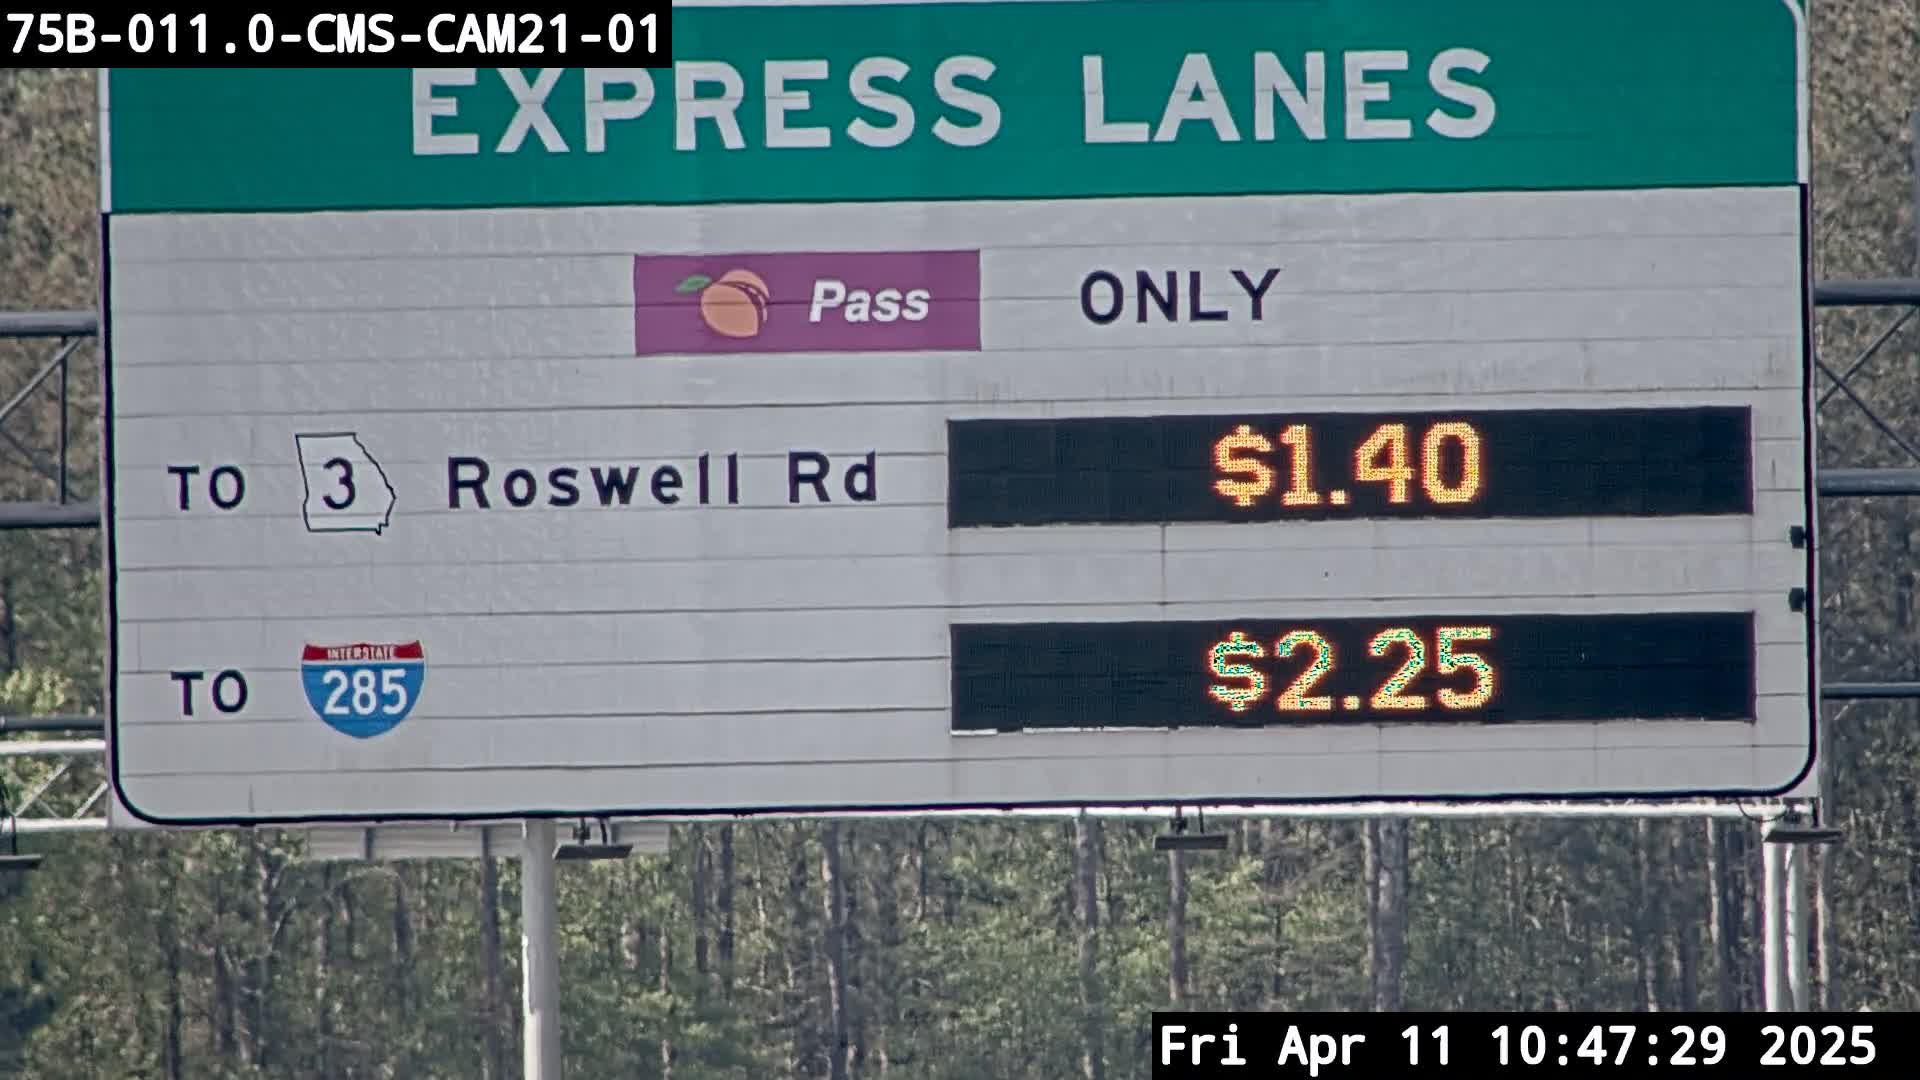 75B-011.0-CMS-CAM21-01
EXPRESS LANES
Pass ONLY
TO 3 Roswell Rd $1.40
INTERSTATE
TO 285 $2.25
Fri Apr 11 10:47:29 2025